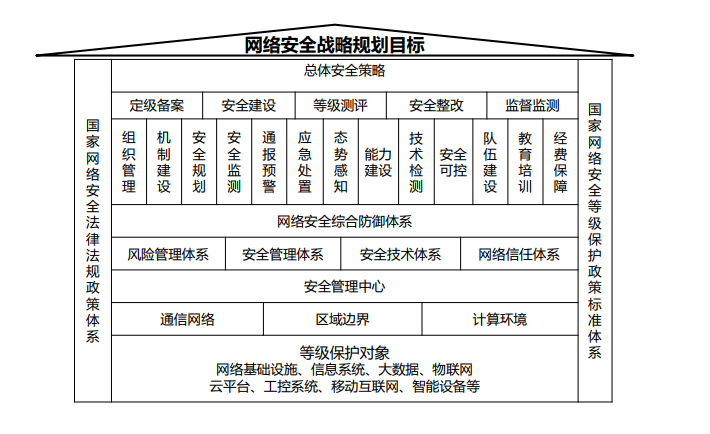 网络安全战略规划目标
总体安全策略
定级备案 安全建设 等级测评 安全整改 监督监测
国家网络安全法律法规政策体系
组织管理
机制建设
安全规划
安全监测
通报预警
应急处置
态势感知
能力建设
技术检测
安全可控
队伍建设
教育培训
经费保障
国家网络安全等级保护政策标准体系
网络安全综合防御体系
风险管理体系 安全管理体系 安全技术体系 网络信任体系
安全管理中心
通信网络 区域边界 计算环境
等级保护对象
网络基础设施、信息系统、大数据、物联网
云平台、工控系统、移动互联网、智能设备等